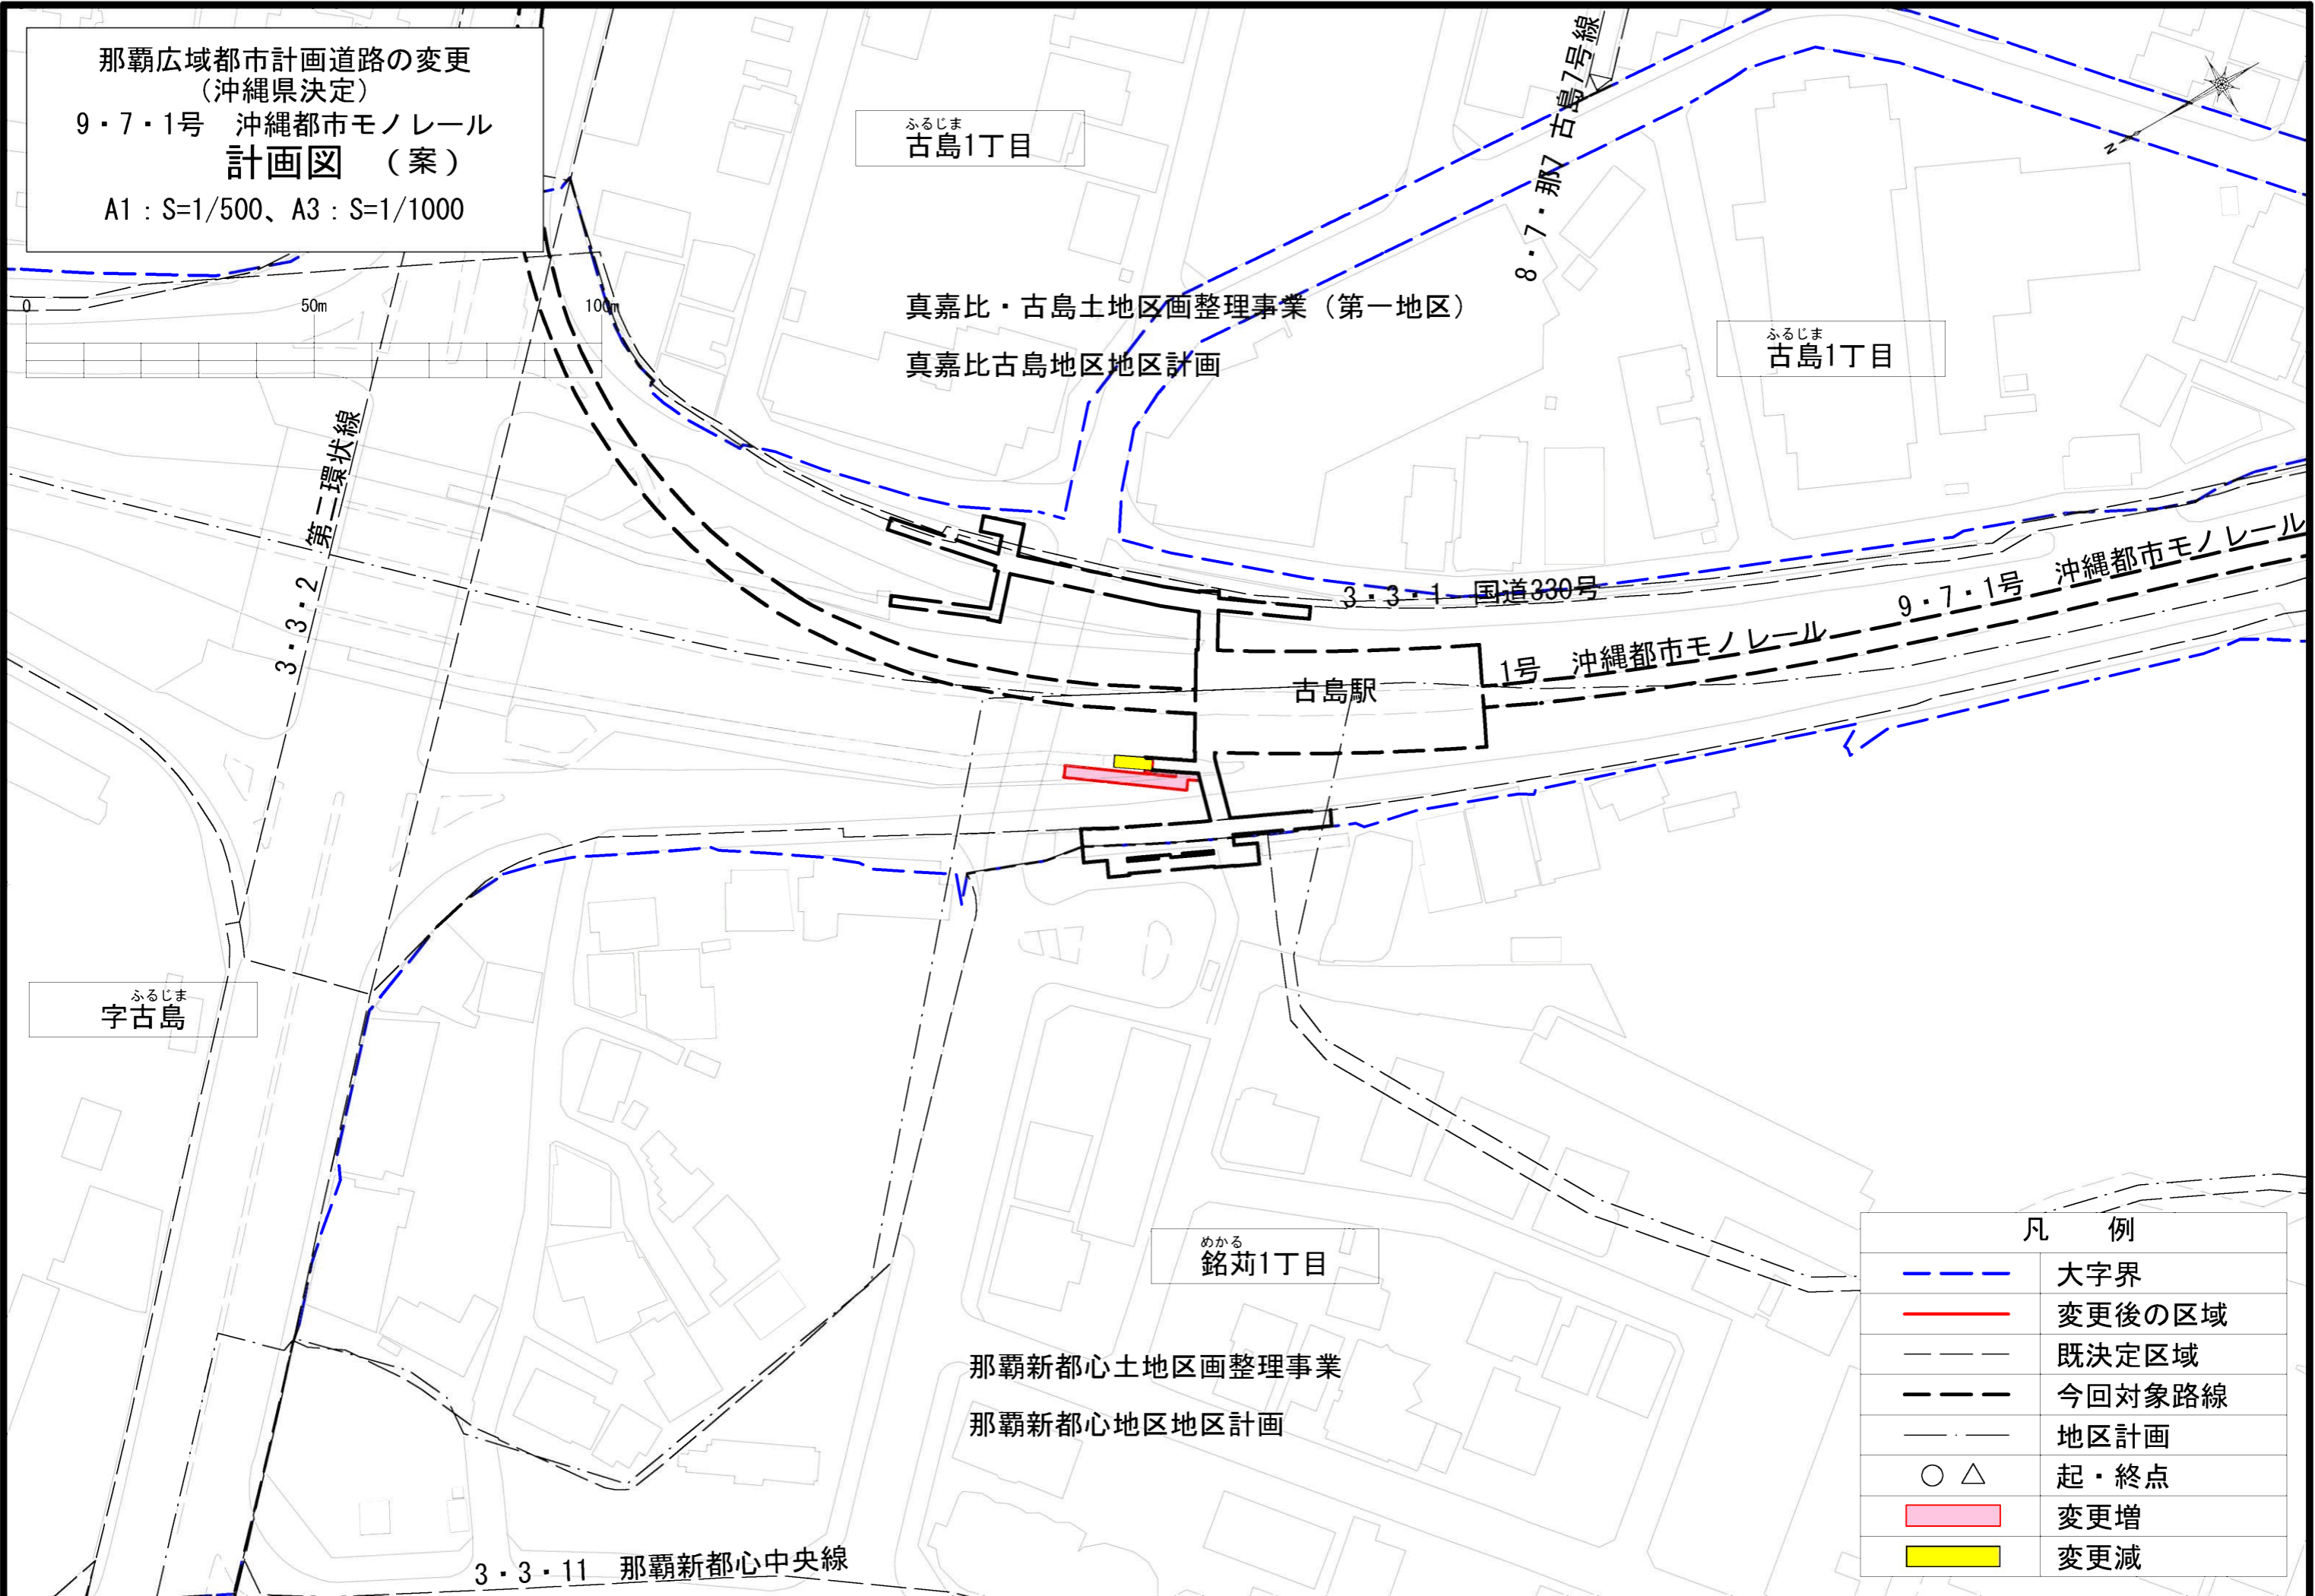 那覇広域都市計画道路の変更
（沖縄県決定）
9・7・1号　沖縄都市モノレール
計画図　（案）
A1：S=1/500、A3：S=1/1000
0　50m　100m
ふるじま
古島1丁目
8・7・那7　古島7号線
N
真嘉比・古島土地区画整理事業（第一地区）
真嘉比古島地区地区計画
ふるじま
古島1丁目
3・3・2　第二環状線
3・3・1　国道330号
9・7・1号　沖縄都市モノレール
1号　沖縄都市モノレール
古島駅
ふるじま
字古島
めかる
銘苅1丁目
那覇新都心土地区画整理事業
那覇新都心地区地区計画
3・3・11　那覇新都心中央線
凡　例
大字界
変更後の区域
既決定区域
今回対象路線
地区計画
起・終点
変更増
変更減